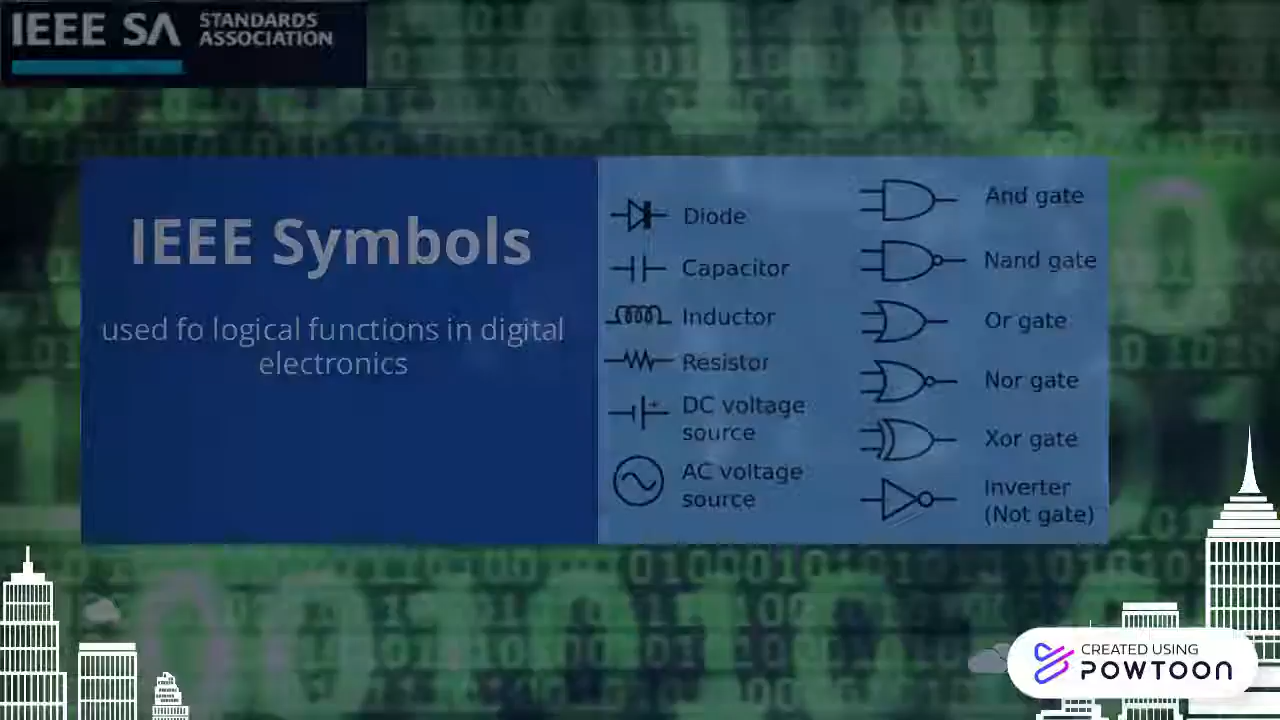 IEEE SA STANDARDS
ASSOCIATION
IEEE Symbols
used fo logical functions in digital
electronics
Diode
Capacitor
Inductor
Resistor
DC voltage
source
AC voltage
source
And gate
Nand gate
Or gate
Nor gate
Xor gate
Inverter
(Not gate)
CREATED USING
POWTOON